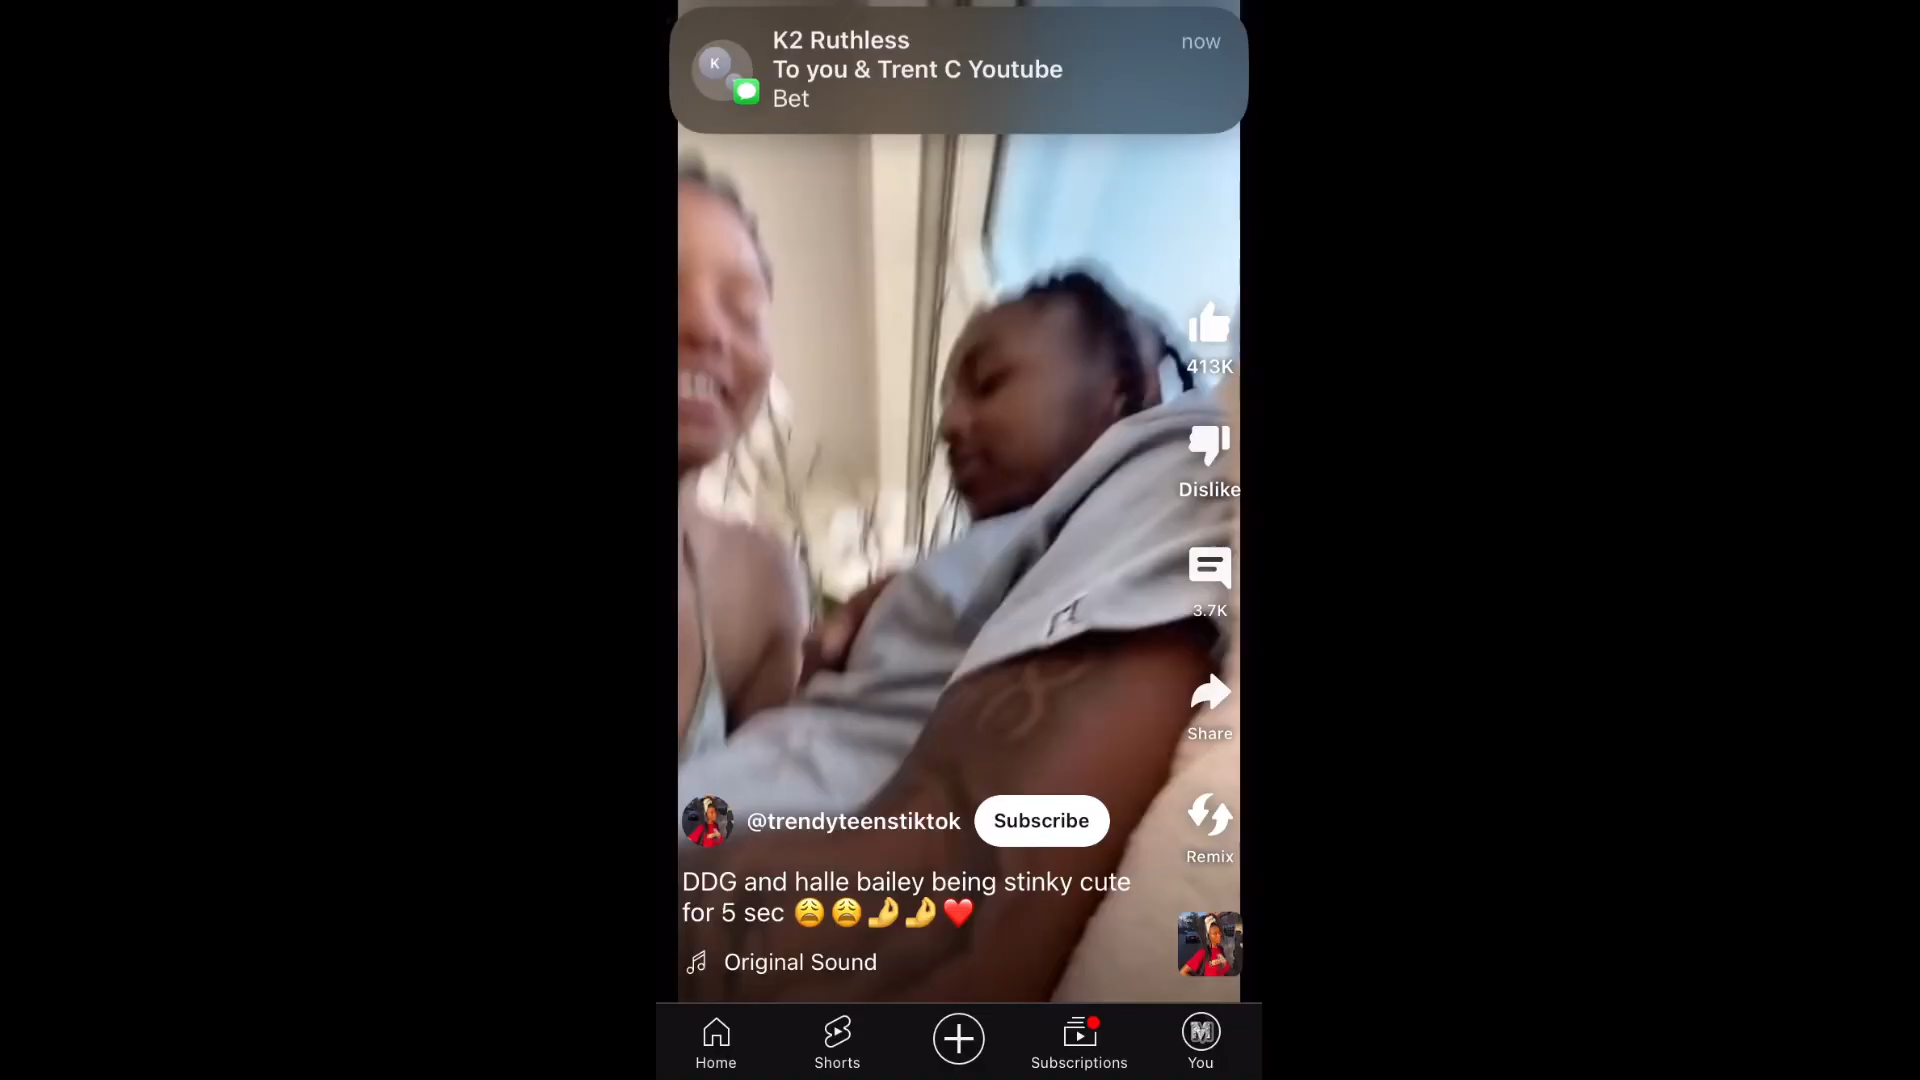 K2 Ruthless
now
To you & Trent C Youtube
Bet
K
413K
Dislike
3.7K
Share
Remix
@trendyteenstiktok
Subscribe
DDG and halle bailey being stinky cute
for 5 sec 😩😩🤌🤌❤️
Original Sound
Home
Shorts
Subscriptions
You